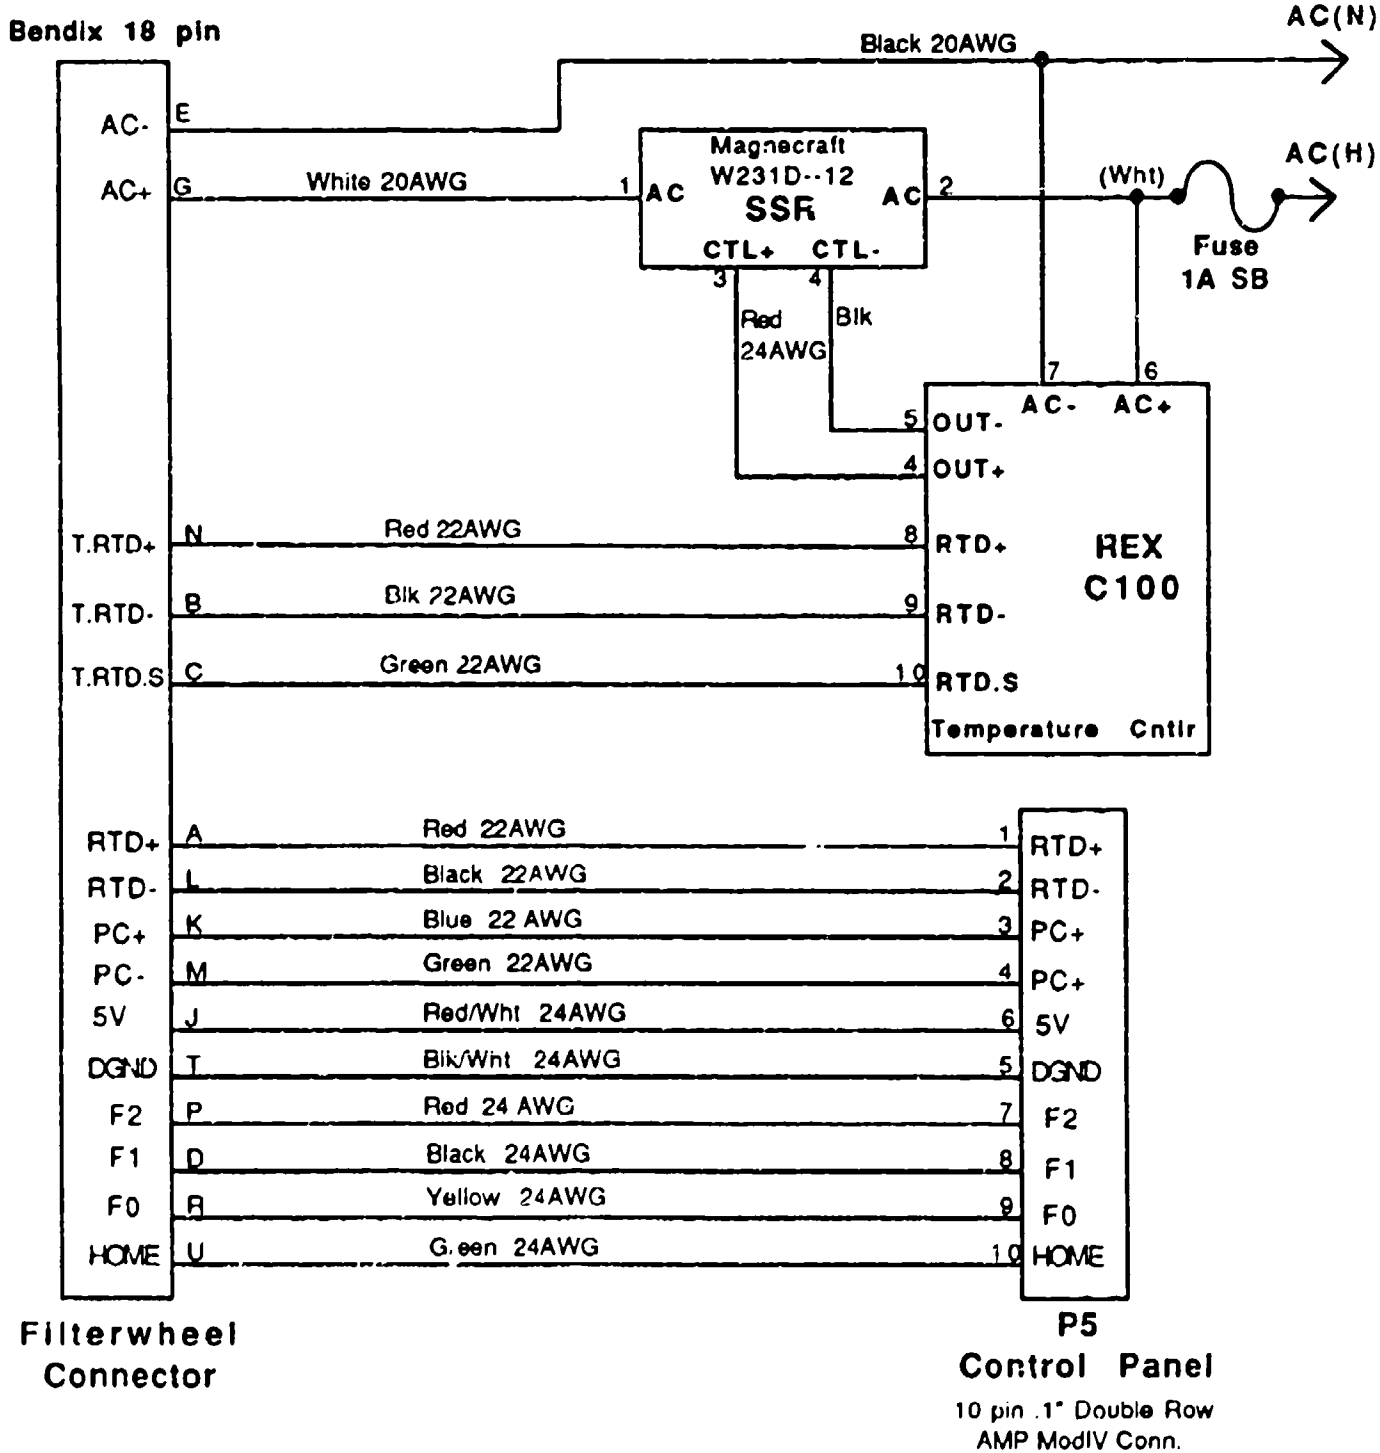 Bendix 18 pin
AC(N)
Black 20AWG
AC- E
AC(H)
Magnecraft
W231D--12
SSR
AC+ G White 20AWG 1 AC AC 2 (Wht)
CTL+ CTL-
3 4
Fuse
1A SB
Red Blk
24AWG
7 6
AC- AC+
5 OUT-
4 OUT+
T.RTD+ N Red 22AWG 8 RTD+
REX
C100
T.RTD- B Blk 22AWG 9 RTD-
T.RTD.S C Green 22AWG 10 RTD.S
Temperature Cntlr
RTD+ A Red 22AWG 1 RTD+
RTD- L Black 22AWG 2 RTD-
PC+ K Blue 22 AWG 3 PC+
PC- M Green 22AWG 4 PC+
5V J Red/Wht 24AWG 6 5V
DGND T Blk/Wht 24AWG 5 DGND
F2 P Red 24 AWG 7 F2
F1 D Black 24AWG 8 F1
F0 R Yellow 24AWG 9 F0
HOME U Green 24AWG 10 HOME
Filterwheel
Connector
P5
Control Panel
10 pin .1" Double Row
AMP ModIV Conn.